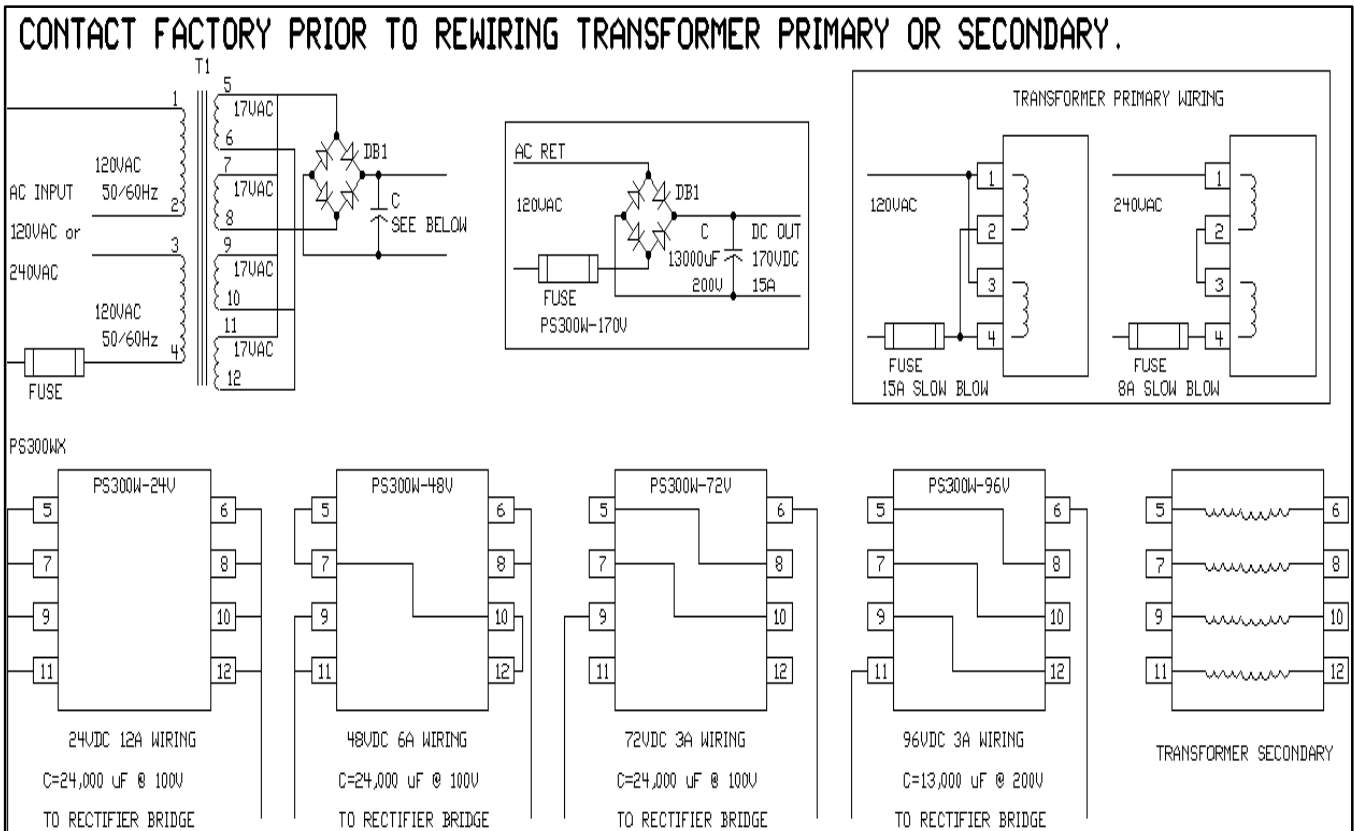 CONTACT FACTORY PRIOR TO REWIRING TRANSFORMER PRIMARY OR SECONDARY.
T1
1
5
17VAC
6
120VAC
50/60Hz
2
7
17VAC
8
AC INPUT
120VAC or
240VAC
3
9
17VAC
10
120VAC
50/60Hz
4
11
17VAC
12
FUSE
DB1
C
SEE BELOW
AC RET
120VAC
DB1
C
13000uF
200V
DC OUT
170VDC
15A
FUSE
PS300W-170V
TRANSFORMER PRIMARY WIRING
120VAC
1
2
3
4
FUSE
15A SLOW BLOW
240VAC
1
2
3
4
FUSE
8A SLOW BLOW
PS300WX
PS300W-24V
5 6
7 8
9 10
11 12
24VDC 12A WIRING
C=24,000 uF @ 100V
TO RECTIFIER BRIDGE
PS300W-48V
5 6
7 8
9 10
11 12
48VDC 6A WIRING
C=24,000 uF @ 100V
TO RECTIFIER BRIDGE
PS300W-72V
5 6
7 8
9 10
11 12
72VDC 3A WIRING
C=24,000 uF @ 100V
TO RECTIFIER BRIDGE
PS300W-96V
5 6
7 8
9 10
11 12
96VDC 3A WIRING
C=13,000 uF @ 200V
TO RECTIFIER BRIDGE
5 6
7 8
9 10
11 12
TRANSFORMER SECONDARY